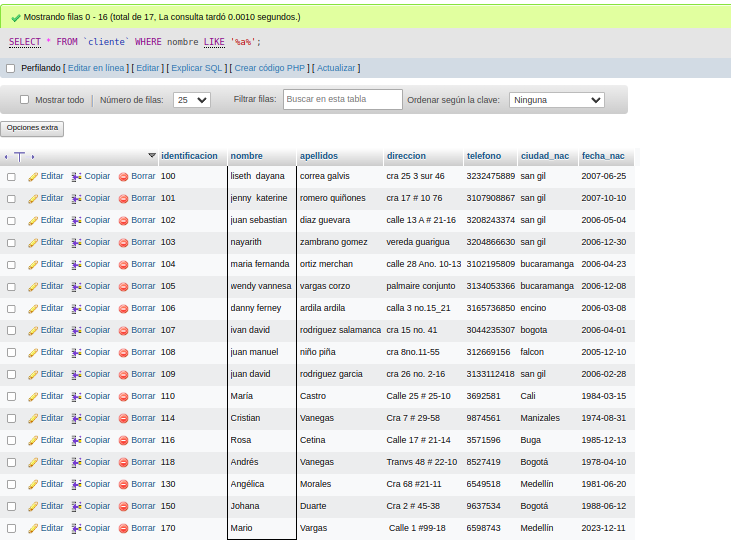 Mostrando filas 0 - 16 (total de 17, La consulta tardó 0.0010 segundos.)
SELECT * FROM `cliente` WHERE nombre LIKE '%a%';
Perfilando [ Editar en línea ] [ Editar ] [ Explicar SQL ] [ Crear código PHP ] [ Actualizar ]
Mostrar todo | Número de filas: 25 Filtrar filas: Buscar en esta tabla Ordenar según la clave: Ninguna
Opciones extra
identificacion nombre apellidos direccion telefono ciudad_nac fecha_nac
Editar Copiar Borrar 100 liseth dayana correa galvis cra 25 3 sur 46 3232475889 san gil 2007-06-25
Editar Copiar Borrar 101 jenny katerine romero quiñones cra 17 # 10 76 3107908867 san gil 2007-10-10
Editar Copiar Borrar 102 juan sebastian diaz guevara calle 13 A # 21-16 3208243374 san gil 2006-05-04
Editar Copiar Borrar 103 nayarith zambrano gomez vereda guarigua 3204866630 san gil 2006-12-30
Editar Copiar Borrar 104 maria fernanda ortiz merchan calle 28 Ano. 10-13 3102195809 bucaramanga 2006-04-23
Editar Copiar Borrar 105 wendy vannesa vargas corzo palmaire conjunto 3134053366 bucaramanga 2006-12-08
Editar Copiar Borrar 106 danny ferney ardila ardila calla 3 no.15_21 3165736850 encino 2006-03-08
Editar Copiar Borrar 107 ivan david rodriguez salamanca cra 15 no. 41 3044235307 bogota 2006-04-01
Editar Copiar Borrar 108 juan manuel niño piña cra 8no.11-55 312669156 falcon 2005-12-10
Editar Copiar Borrar 109 juan david rodriguez garcia cra 26 no. 2-16 3133112418 san gil 2006-02-28
Editar Copiar Borrar 110 María Castro Calle 25 # 25-10 3692581 Cali 1984-03-15
Editar Copiar Borrar 114 Cristian Vanegas Cra 7 # 29-58 9874561 Manizales 1974-08-31
Editar Copiar Borrar 116 Rosa Cetina Calle 17 # 21-14 3571596 Buga 1985-12-13
Editar Copiar Borrar 118 Andrés Vanegas Tranvs 48 # 22-10 8527419 Bogotá 1978-04-10
Editar Copiar Borrar 130 Angélica Morales Cra 68 #21-11 6549518 Medellín 1981-06-20
Editar Copiar Borrar 150 Johana Duarte Cra 2 # 45-38 9637534 Bogotá 1988-06-12
Editar Copiar Borrar 170 Mario Vargas Calle 1 #99-18 6598743 Medellín 2023-12-11